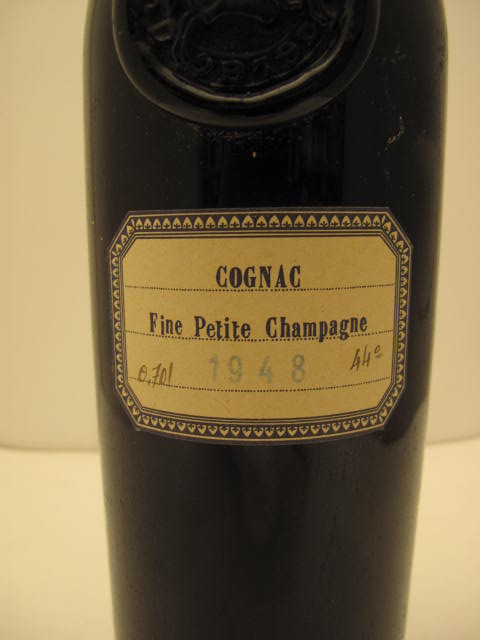 COGNAC
Fine Petite Champagne
0,70l 1948 44°